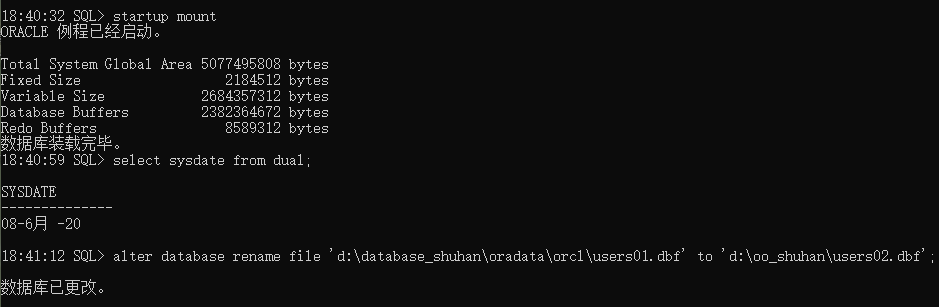 18:40:32 SQL> startup mount
ORACLE 例程已经启动。
Total System Global Area 5077495808 bytes
Fixed Size 2184512 bytes
Variable Size 2684357312 bytes
Database Buffers 2382364672 bytes
Redo Buffers 8589312 bytes
数据库装载完毕。
18:40:59 SQL> select sysdate from dual;
SYSDATE
--------------
08-6月 -20
18:41:12 SQL> alter database rename file 'd:\database_shuhan\oradata\orcl\users01.dbf' to 'd:\oo_shuhan\users02.dbf';
数据库已更改。